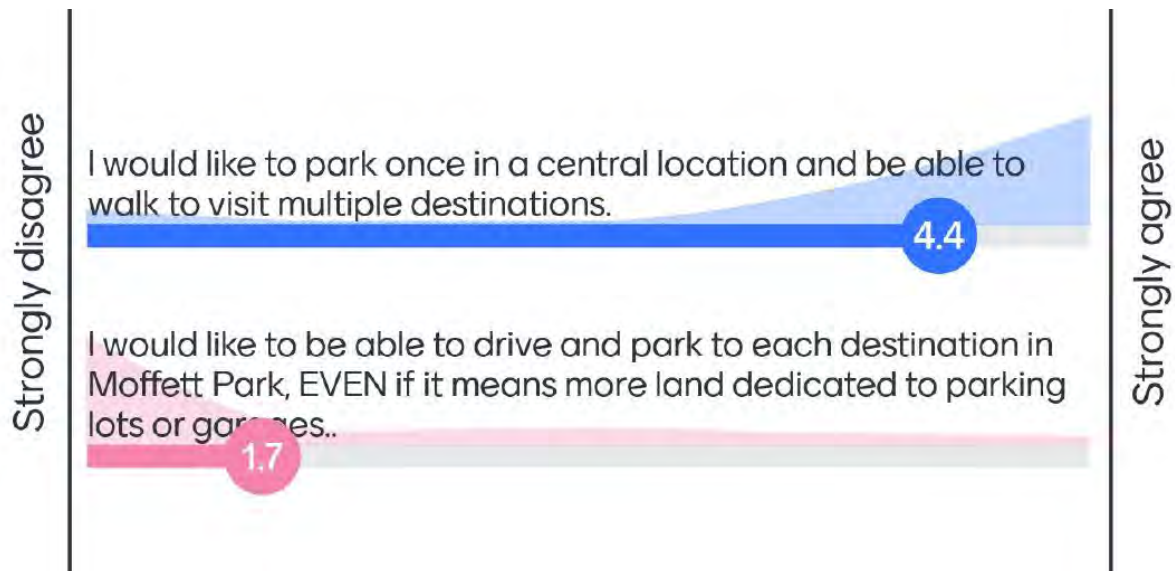 Strongly disagree
I would like to park once in a central location and be able to
walk to visit multiple destinations.
4.4
I would like to be able to drive and park to each destination in
Moffett Park, EVEN if it means more land dedicated to parking
lots or garages..
1.7
Strongly agree